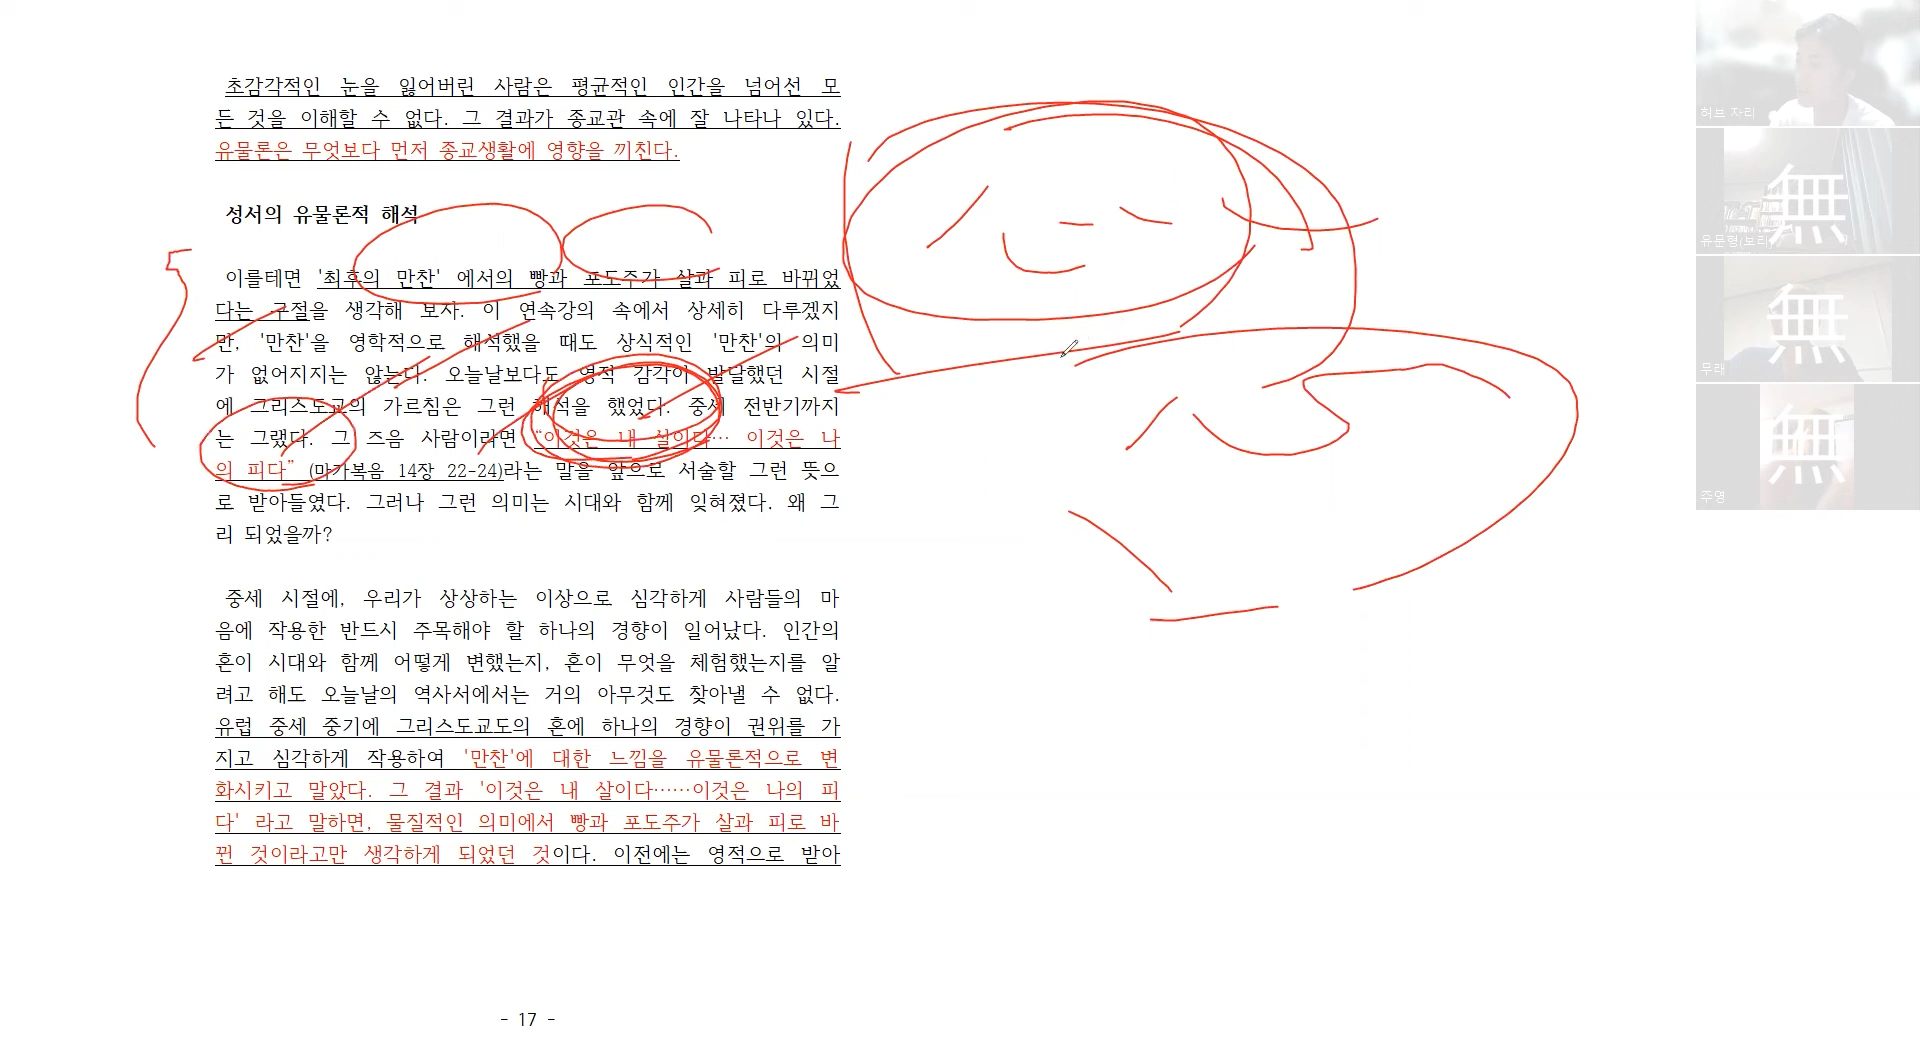 초감각적인 눈을 잃어버린 사람은 평균적인 인간을 넘어선 모
든 것을 이해할 수 없다. 그 결과가 종교관 속에 잘 나타나 있다.
유물론은 무엇보다 먼저 종교생활에 영향을 끼친다.
성서의 유물론적 해석
이를테면 '최후의 만찬' 에서의 빵과 포도주가 살과 피로 바뀌었
다는 구절을 생각해 보자. 이 연속강의 속에서 상세히 다루겠지
만, '만찬'을 영학적으로 해석했을 때도 상식적인 '만찬'의 의미
가 없어지지는 않는다. 오늘날보다도 영적 감각이 발달했던 시절
에 그리스도교의 가르침은 그런 해석을 했었다. 중세 전반기까지
는 그랬다. 그 즈음 사람이라면 “이것은 내 살이다… 이것은 나
의 피다” (마가복음 14장 22-24)라는 말을 앞으로 서술할 그런 뜻으
로 받아들였다. 그러나 그런 의미는 시대와 함께 잊혀졌다. 왜 그
리 되었을까?
중세 시절에, 우리가 상상하는 이상으로 심각하게 사람들의 마
음에 작용한 반드시 주목해야 할 하나의 경향이 일어났다. 인간의
혼이 시대와 함께 어떻게 변했는지, 혼이 무엇을 체험했는지를 알
려고 해도 오늘날의 역사서에서는 거의 아무것도 찾아낼 수 없다.
유럽 중세 중기에 그리스도교도의 혼에 하나의 경향이 권위를 가
지고 심각하게 작용하여 '만찬'에 대한 느낌을 유물론적으로 변
화시키고 말았다. 그 결과 '이것은 내 살이다……이것은 나의 피
다' 라고 말하면, 물질적인 의미에서 빵과 포도주가 살과 피로 바
뀐 것이라고만 생각하게 되었던 것이다. 이전에는 영적으로 받아
- 17 -
허브 자리
無
유문형(보리)
無
무래
無
주영